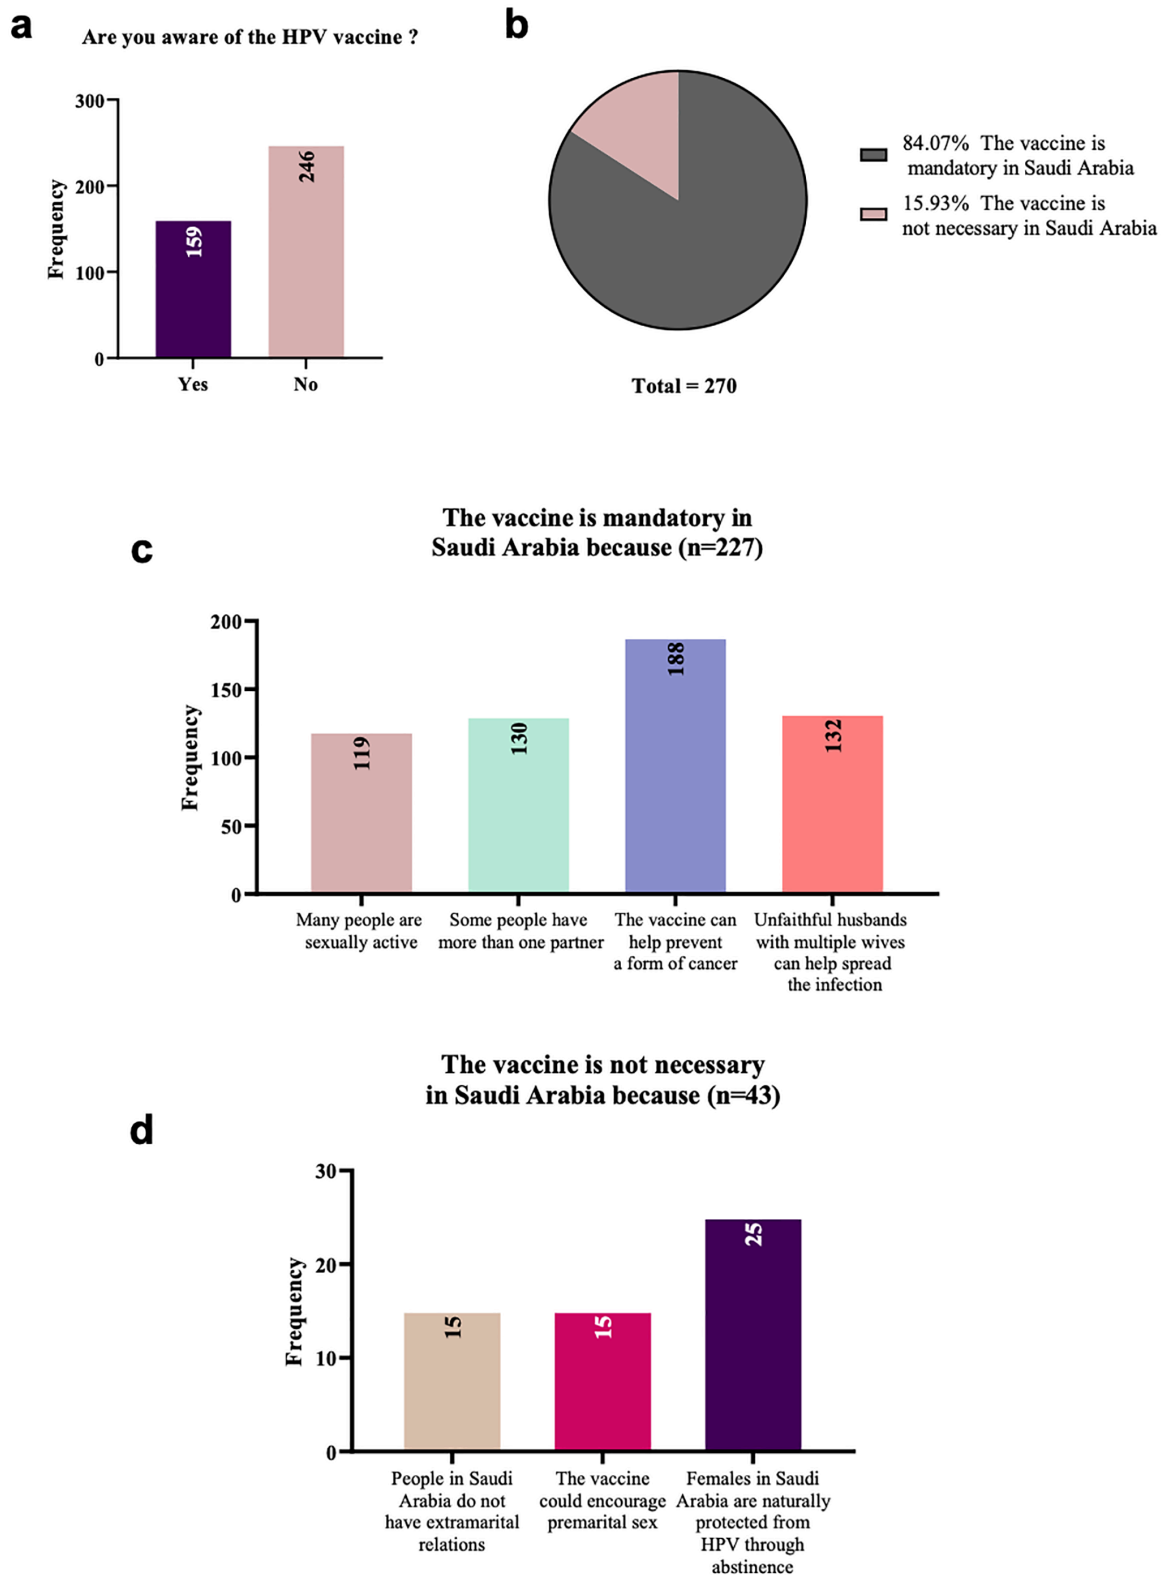 a
Are you aware of the HPV vaccine ?
300
200
100
0
Frequency
159
246
Yes
No
b
84.07% The vaccine is
mandatory in Saudi Arabia
15.93% The vaccine is
not necessary in Saudi Arabia
Total = 270
c
The vaccine is mandatory in
Saudi Arabia because (n=227)
200
150
100
50
0
Frequency
119
130
188
132
Many people are
sexually active
Some people have
more than one partner
The vaccine can
help prevent
a form of cancer
Unfaithful husbands
with multiple wives
can help spread
the infection
d
The vaccine is not necessary
in Saudi Arabia because (n=43)
30
20
10
0
Frequency
15
15
25
People in Saudi
Arabia do not
have extramarital
relations
The vaccine
could encourage
premarital sex
Females in Saudi
Arabia are naturally
protected from
HPV through
abstinence